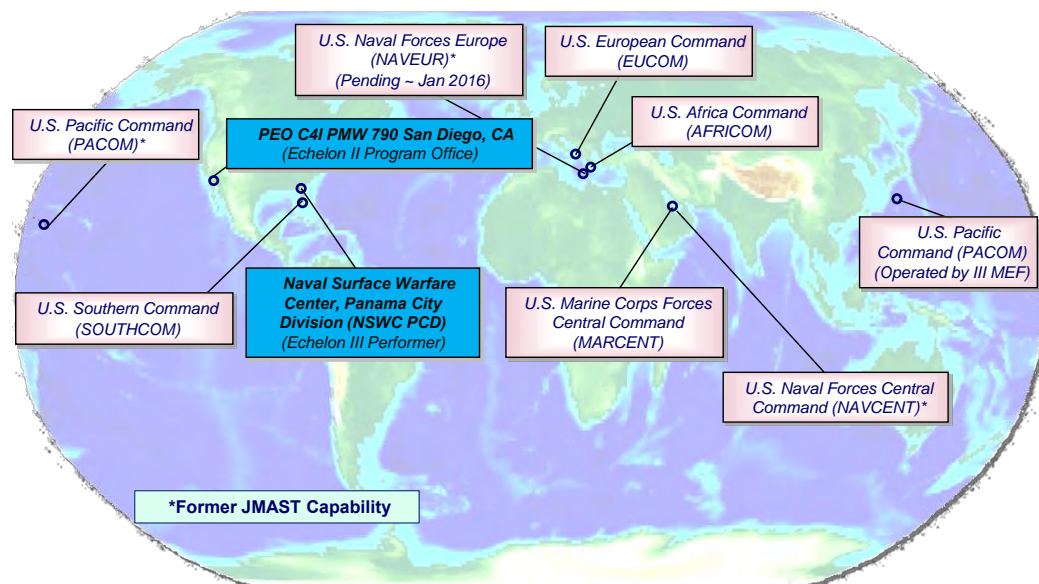 U.S. Naval Forces Europe
(NAVEUR)*
(Pending ~ Jan 2016)
U.S. European Command
(EUCOM)
U.S. Pacific Command
(PACOM)*
PEO C4I PMW 790 San Diego, CA
(Echelon II Program Office)
U.S. Africa Command
(AFRICOM)
U.S. Pacific
Command (PACOM)
(Operated by III MEF)
U.S. Southern Command
(SOUTHCOM)
Naval Surface Warfare
Center, Panama City
Division (NSWC PCD)
(Echelon III Performer)
U.S. Marine Corps Forces
Central Command
(MARCENT)
U.S. Naval Forces Central
Command (NAVCENT)*
*Former JMAST Capability